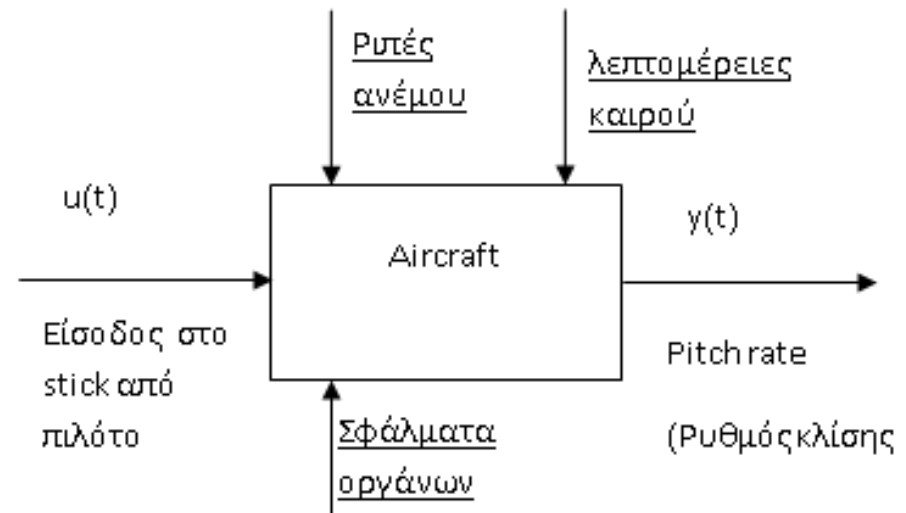 Ριπές
ανέμου
λεπτομέρειες
καιρού
u(t)
Aircraft
y(t)
Είσοδος στο
stick από
πιλότο
Pitch rate
(Ρυθμός κλίσης
Σφάλματα
οργάνων